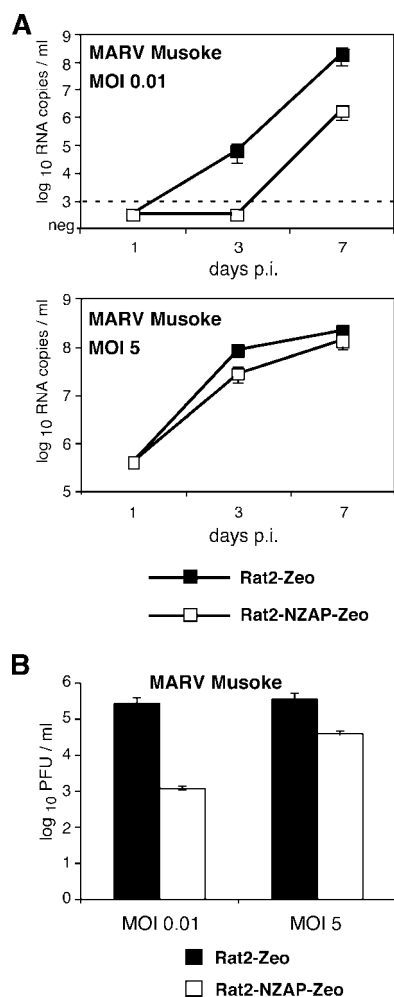 A
MARV Musoke
MOI 0.01
log 10 RNA copies / ml
9
8
7
6
5
4
3
neg
1 3 7
days p.i.
MARV Musoke
MOI 5
log 10 RNA copies / ml
9
8
7
6
5
1 3 7
days p.i.
Rat2-Zeo
Rat2-NZAP-Zeo
B
MARV Musoke
log 10 PFU / ml
6
5
4
3
2
1
0
MOI 0.01 MOI 5
Rat2-Zeo
Rat2-NZAP-Zeo